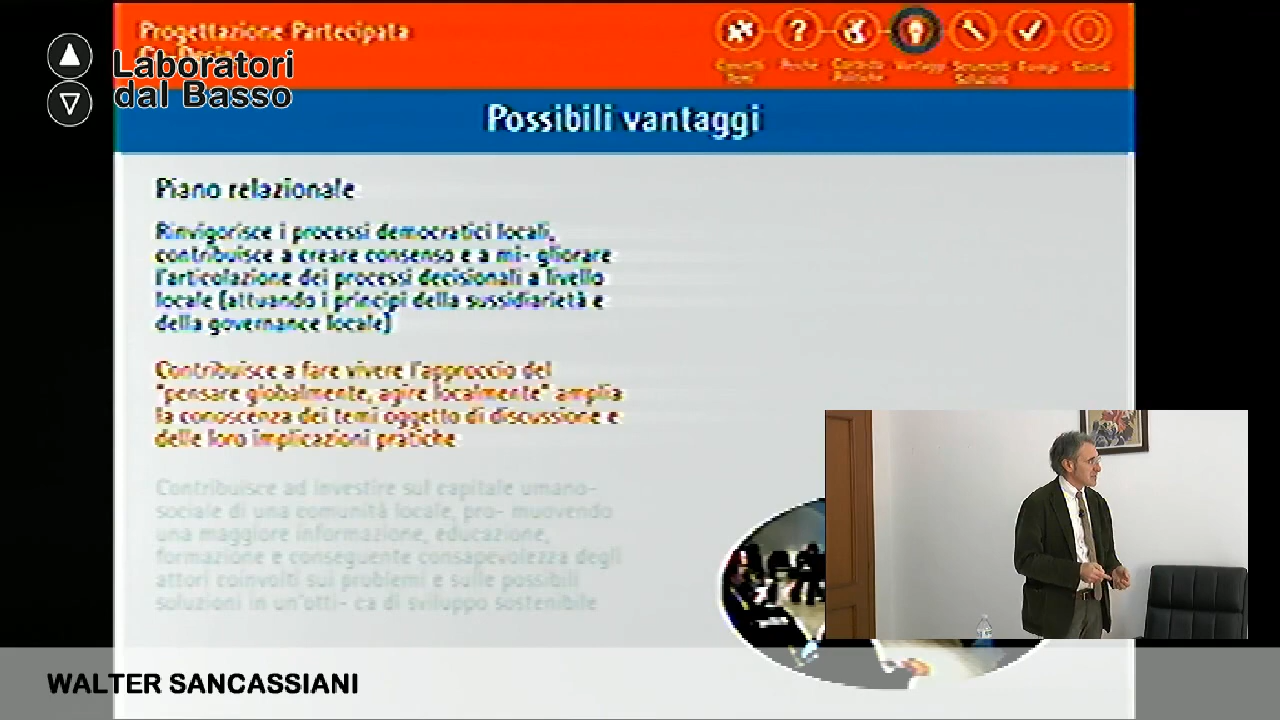 Progettazione Partecipata
Laboratori
dal Basso
Perché
Vantaggi
Strumenti
Possibili vantaggi
Piano relazionale
Rinvigorisce i processi democratici locali,
contribuisce a creare consenso e a mi- gliorare
l'articolazione dei processi decisionali a livello
locale (attuando i principi della sussidiarietà e
della governance locale)
Contribuisce a fare vivere l'approccio del
"pensare globalmente, agire localmente" amplia
la conoscenza dei temi oggetto di discussione e
delle loro implicazioni pratiche
Contribuisce ad investire sul capitale umano-
sociale di una comunità locale, pro- muovendo
una maggiore informazione, educazione,
formazione e conseguente consapevolezza degli
attori coinvolti sui problemi e sulle possibili
soluzioni in un'otti- ca di sviluppo sostenibile
WALTER SANCASSIANI